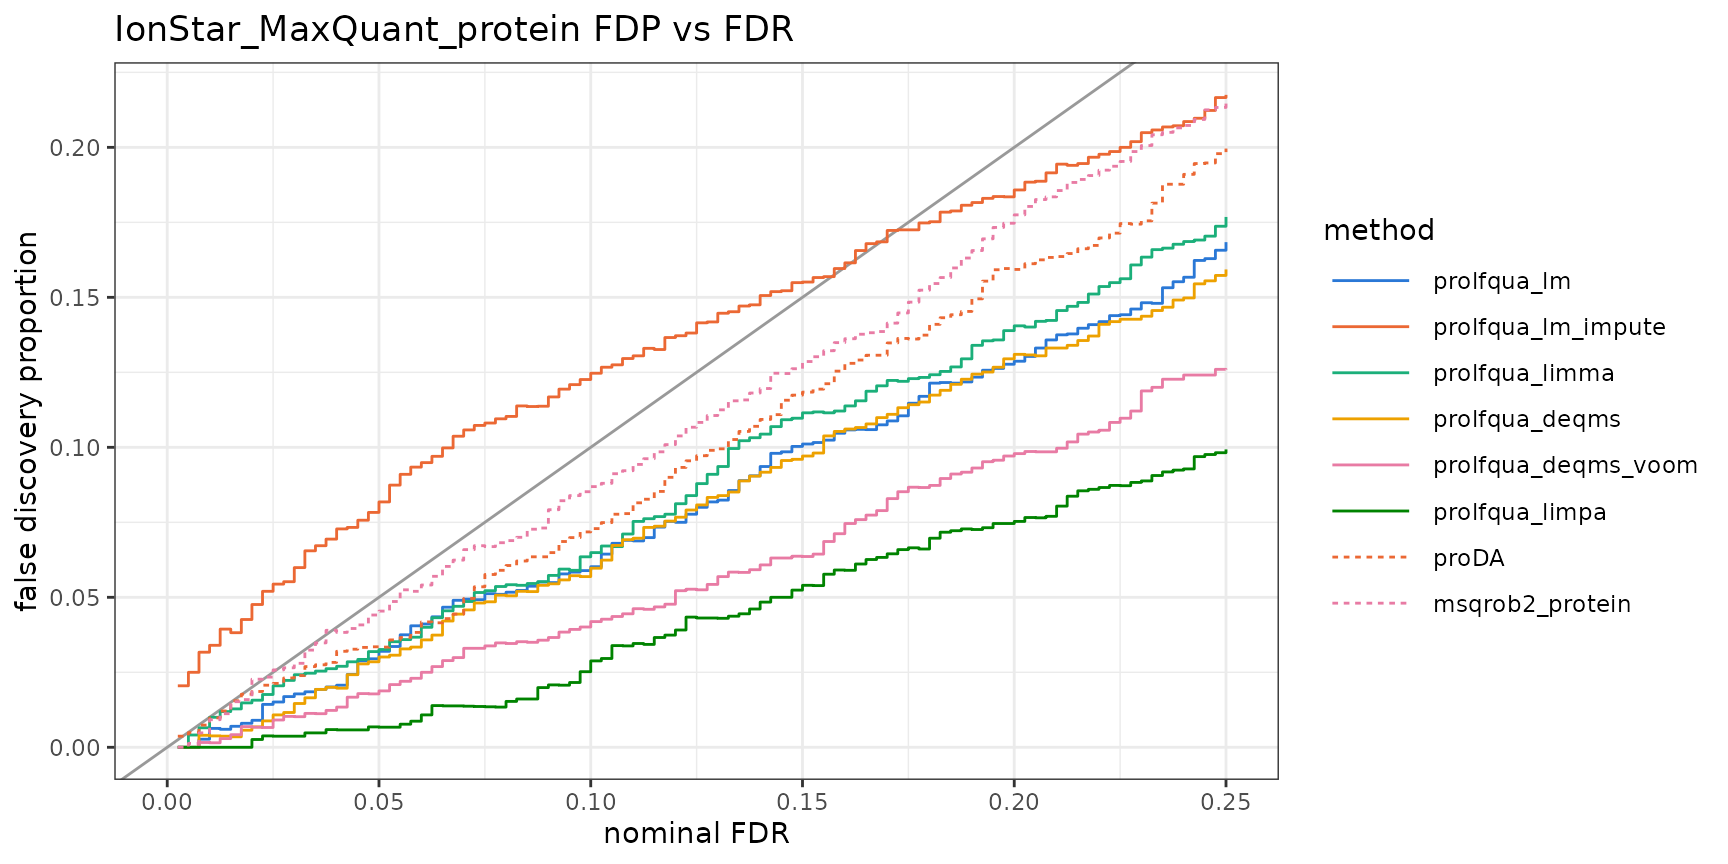 IonStar_MaxQuant_protein FDP vs FDR
false discovery proportion
0.20
0.15
0.10
0.05
0.00
0.00 0.05 0.10 0.15 0.20 0.25
nominal FDR
method
prolfqua_lm
prolfqua_lm_impute
prolfqua_limma
prolfqua_deqms
prolfqua_deqms_voom
prolfqua_limpa
proDA
msqrob2_protein